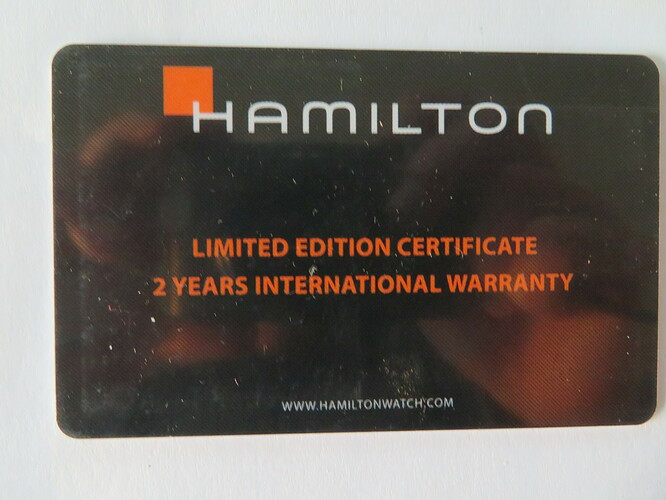 HAMILTON
LIMITED EDITION CERTIFICATE
2 YEARS INTERNATIONAL WARRANTY
WWW.HAMILTONWATCH.COM